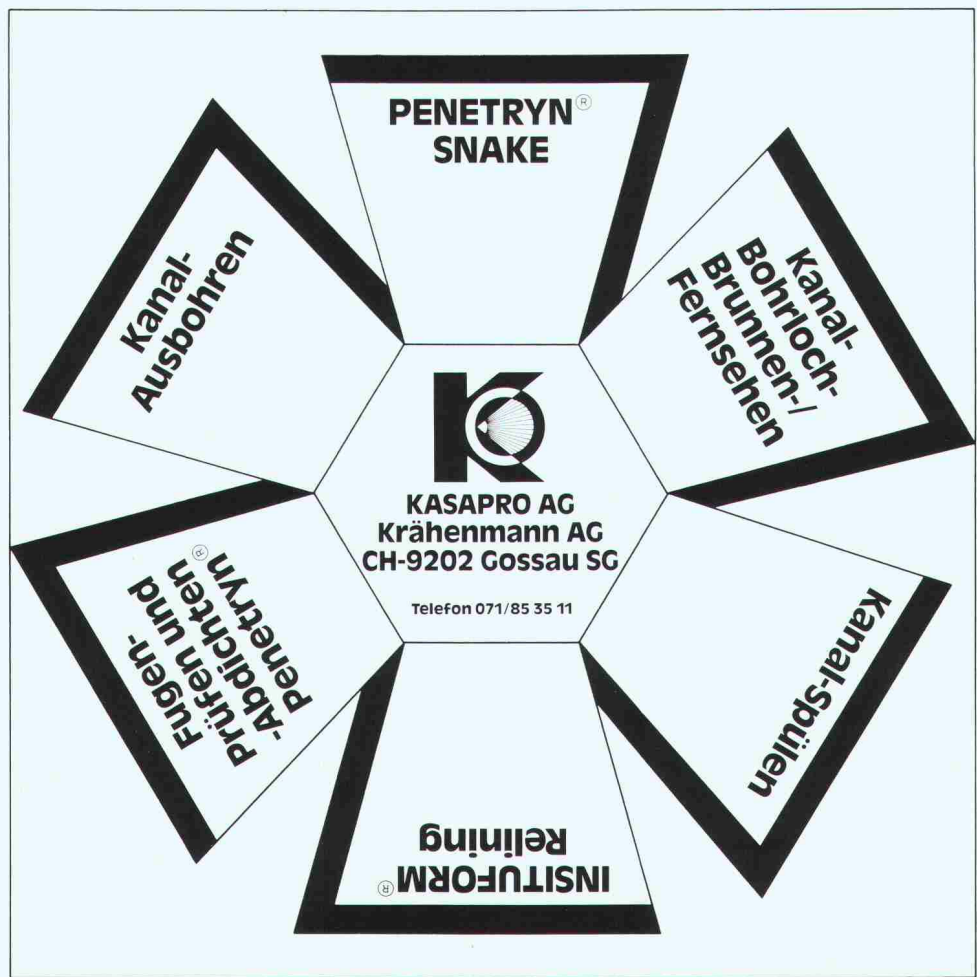 PENETRYN®
SNAKE
Kanal-
Bohrloch-
Brunnen-/
Fernsehen
Kanal-Spülen
INSITUFORM®
Relining
Fugen-
Prüfen und
-Abdichten
Penetryn®
Kanal-
Ausbohren
KASAPRO AG
Krähenmann AG
CH-9202 Gossau SG
Telefon 071/85 35 11